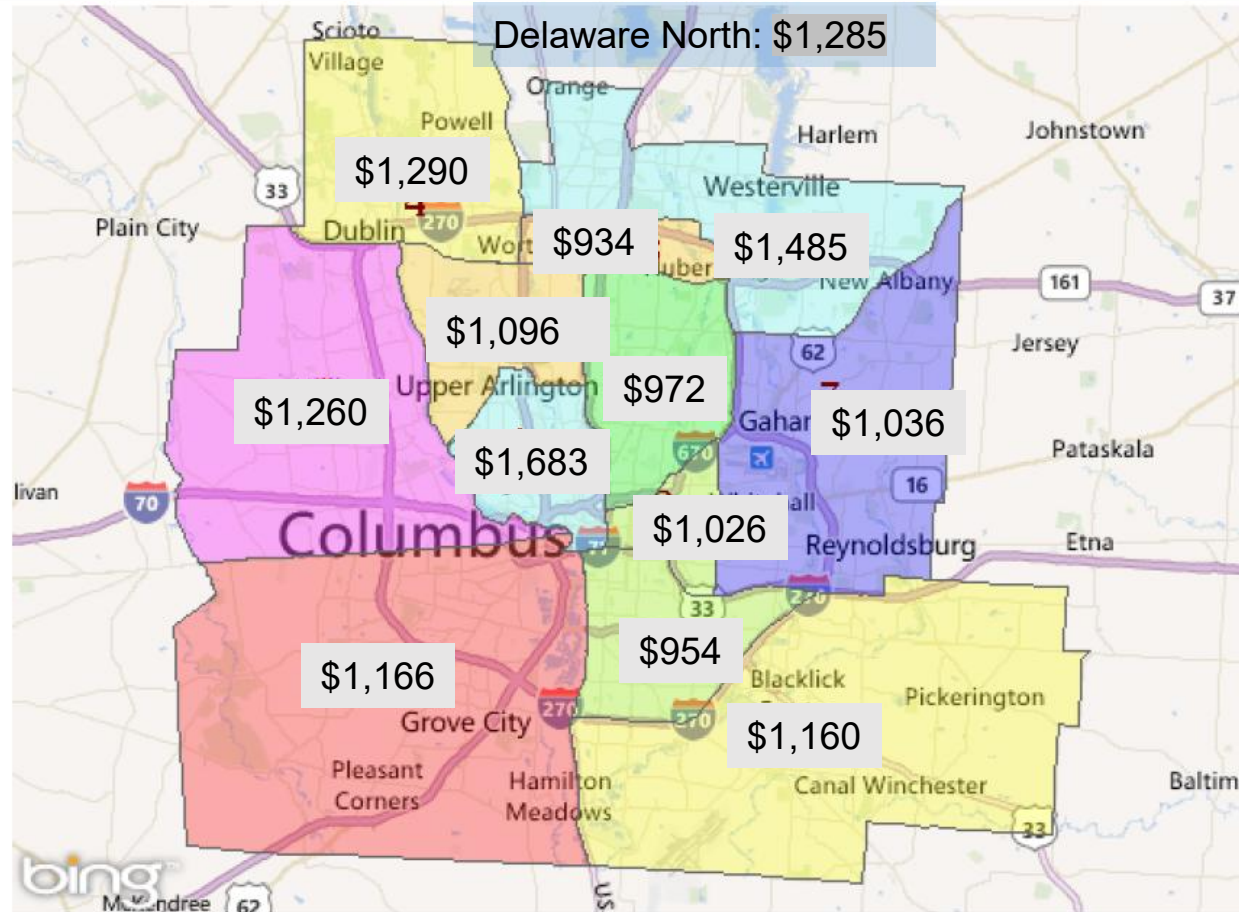 Delaware North: $1,285
Scioto
Village
Orange
Powell
Harlem
Johnstown
$1,290
33
Westerville
270
Plain City
Dublin
$934
$1,485
New Albany
161
37
$1,096
62
Jersey
Upper Arlington
$972
$1,260
$1,036
670
Pataskala
$1,683
16
70
Columbus
$1,026
Reynoldsburg
Etna
33
$954
Blacklick
$1,166
Pickerington
270
270
Grove City
$1,160
Pleasant
Corners
Hamilton
Meadows
Canal Winchester
33
bing
62
US